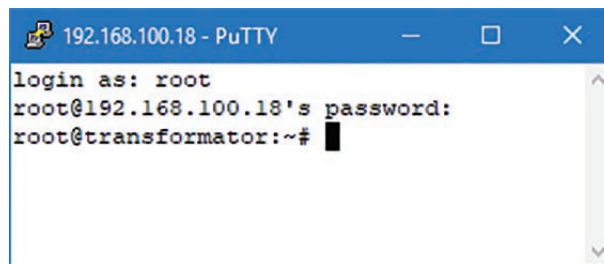 192.168.100.18 - PuTTY
login as: root
root@192.168.100.18's password:
root@transformator:~#